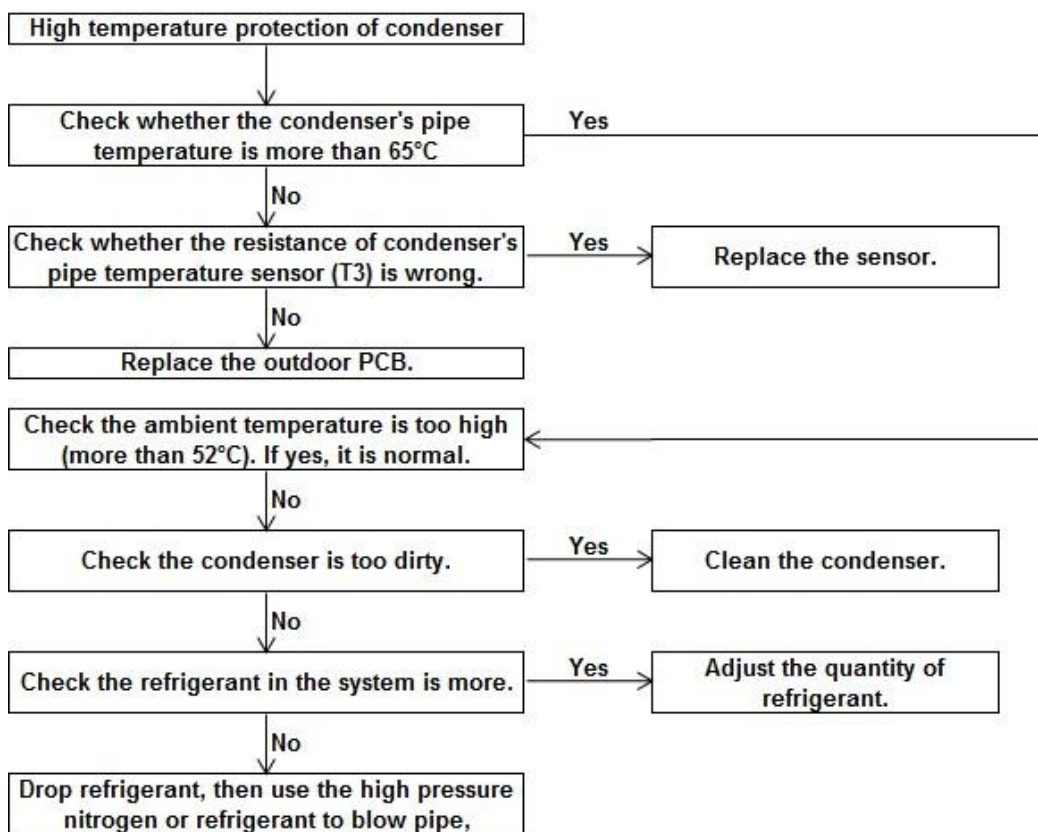 High temperature protection of condenser
Check whether the condenser's pipe
temperature is more than 65°C
Yes
No
Check whether the resistance of condenser's
pipe temperature sensor (T3) is wrong.
Yes
Replace the sensor.
No
Replace the outdoor PCB.
Check the ambient temperature is too high
(more than 52°C). If yes, it is normal.
No
Check the condenser is too dirty.
Yes
Clean the condenser.
No
Check the refrigerant in the system is more.
Yes
Adjust the quantity of
refrigerant.
No
Drop refrigerant, then use the high pressure
nitrogen or refrigerant to blow pipe,